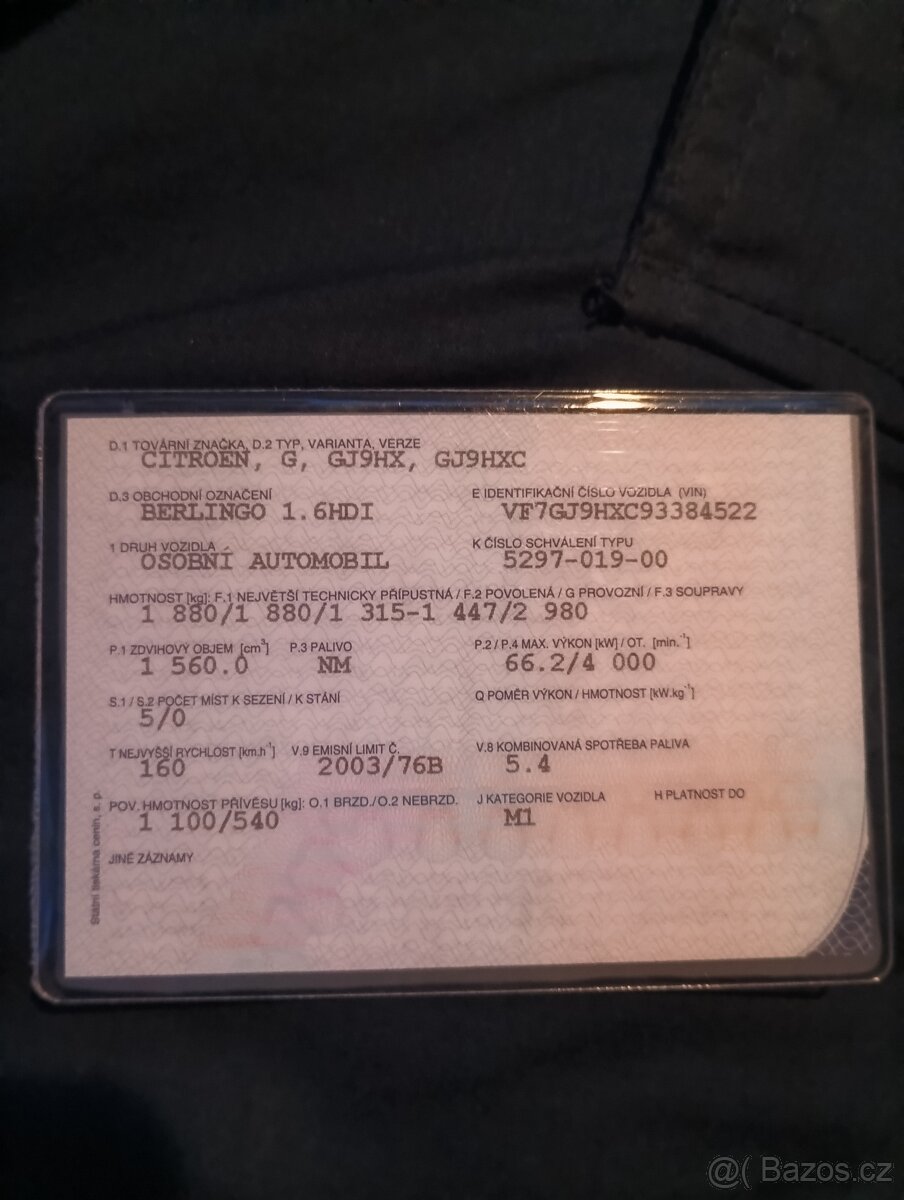 D.1 TOVÁRNÍ ZNAČKA, D.2 TYP, VARIANTA, VERZE
CITROEN, G, GJ9HX, GJ9HXC
D.3 OBCHODNÍ OZNAČENÍ E IDENTIFIKAČNÍ ČÍSLO VOZIDLA (VIN)
BERLINGO 1.6HDI VF7GJ9HXC93384522
1 DRUH VOZIDLA K ČÍSLO SCHVÁLENÍ TYPU
OSOBNÍ AUTOMOBIL 5297-019-00
HMOTNOST [kg]: F.1 NEJVĚTŠÍ TECHNICKY PŘÍPUSTNÁ / F.2 POVOLENÁ / G PROVOZNÍ / F.3 SOUPRAVY
1 880/1 880/1 315-1 447/2 980
P.1 ZDVIHOVÝ OBJEM [cm³] P.3 PALIVO P.2 / P.4 MAX. VÝKON [kW] / OT. [min.⁻¹]
1 560.0 NM 66.2/4 000
S.1 / S.2 POČET MÍST K SEZENÍ / K STÁNÍ Q POMĚR VÝKON / HMOTNOST [kW.kg⁻¹]
5/0
T NEJVYŠŠÍ RYCHLOST [km.h⁻¹] V.9 EMISNÍ LIMIT Č. V.8 KOMBINOVANÁ SPOTŘEBA PALIVA
160 2003/76B 5.4
POV. HMOTNOST PŘÍVĚSU [kg]: O.1 BRZD./O.2 NEBRZD. J KATEGORIE VOZIDLA H PLATNOST DO
1 100/540 M1
JINÉ ZÁZNAMY
Státní tiskárna cenin, s. p.
@( Bazos.cz